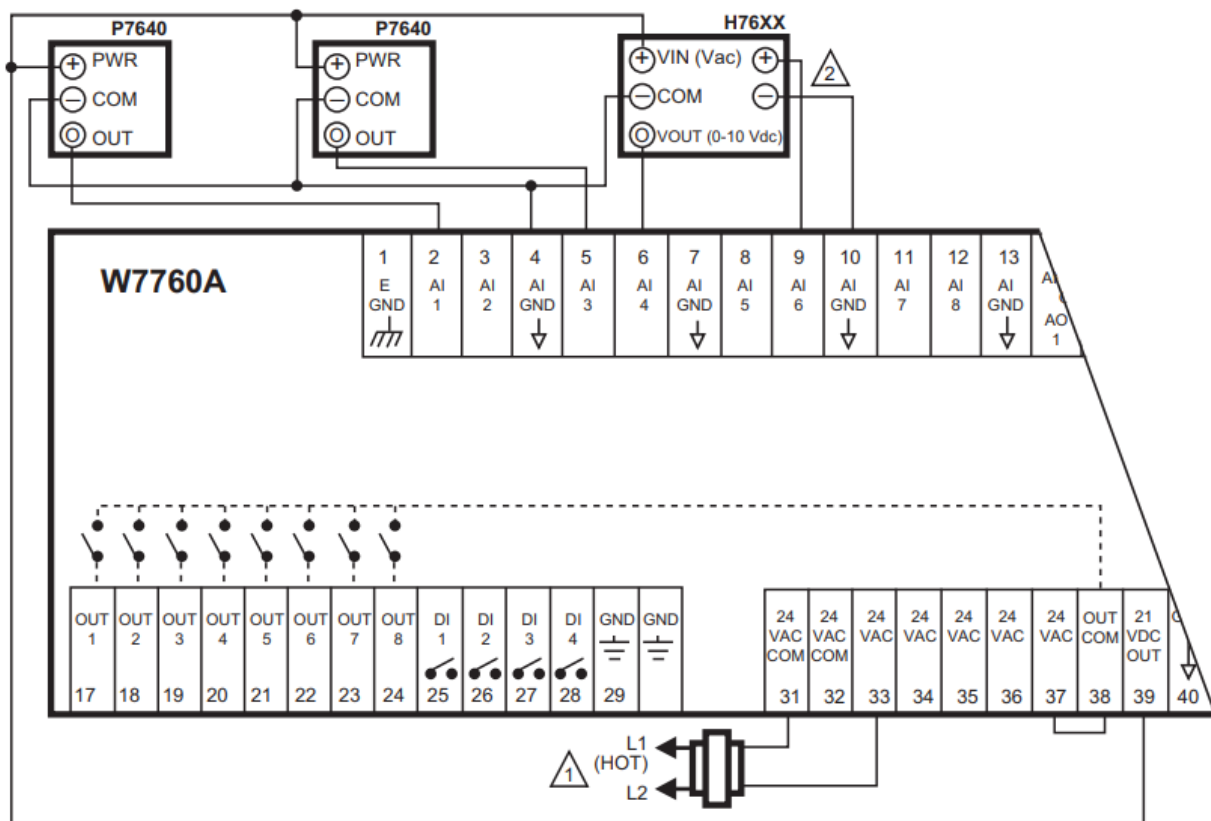 P7640
P7640
H76XX
+ PWR
− COM
O OUT
+ PWR
− COM
O OUT
+ VIN (Vac) +
− COM −
O VOUT (0-10 Vdc)
2
W7760A
1 2 3 4 5 6 7 8 9 10 11 12 13
E AI AI AI AI AI AI AI AI AI AI AI AI
GND 1 2 GND 3 4 GND 5 6 GND 7 8 GND
AO
1
OUT OUT OUT OUT OUT OUT OUT OUT DI DI DI DI GND GND
1 2 3 4 5 6 7 8 1 2 3 4
17 18 19 20 21 22 23 24 25 26 27 28 29
24 24 24 24 24 24 24 OUT 21
VAC VAC VAC VAC VAC VAC VAC COM VDC
COM COM OUT
31 32 33 34 35 36 37 38 39 40
L1
(HOT)
L2
1